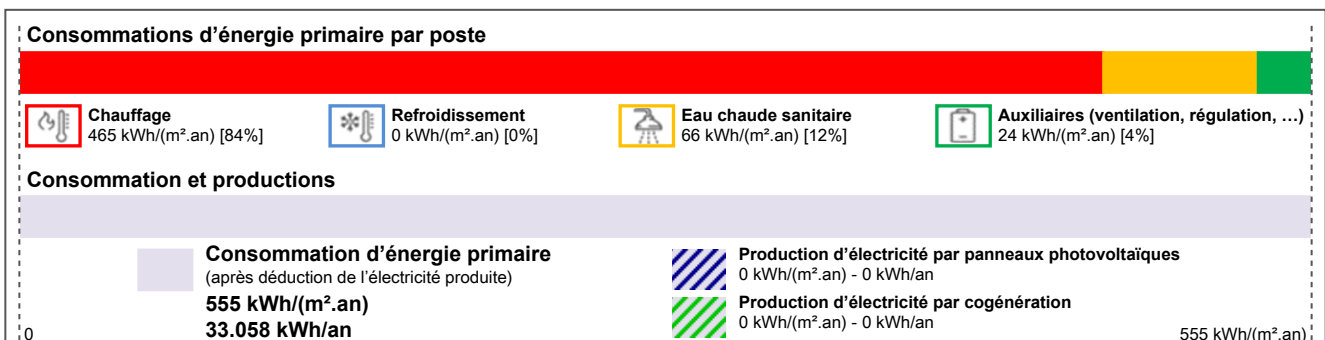 Consommations d’énergie primaire par poste
Chauffage
465 kWh/(m².an) [84%]
Refroidissement
0 kWh/(m².an) [0%]
Eau chaude sanitaire
66 kWh/(m².an) [12%]
Auxiliaires (ventilation, régulation, …)
24 kWh/(m².an) [4%]
Consommation et productions
Consommation d’énergie primaire
(après déduction de l’électricité produite)
555 kWh/(m².an)
33.058 kWh/an
Production d’électricité par panneaux photovoltaïques
0 kWh/(m².an) - 0 kWh/an
Production d’électricité par cogénération
0 kWh/(m².an) - 0 kWh/an
0
555 kWh/(m².an)